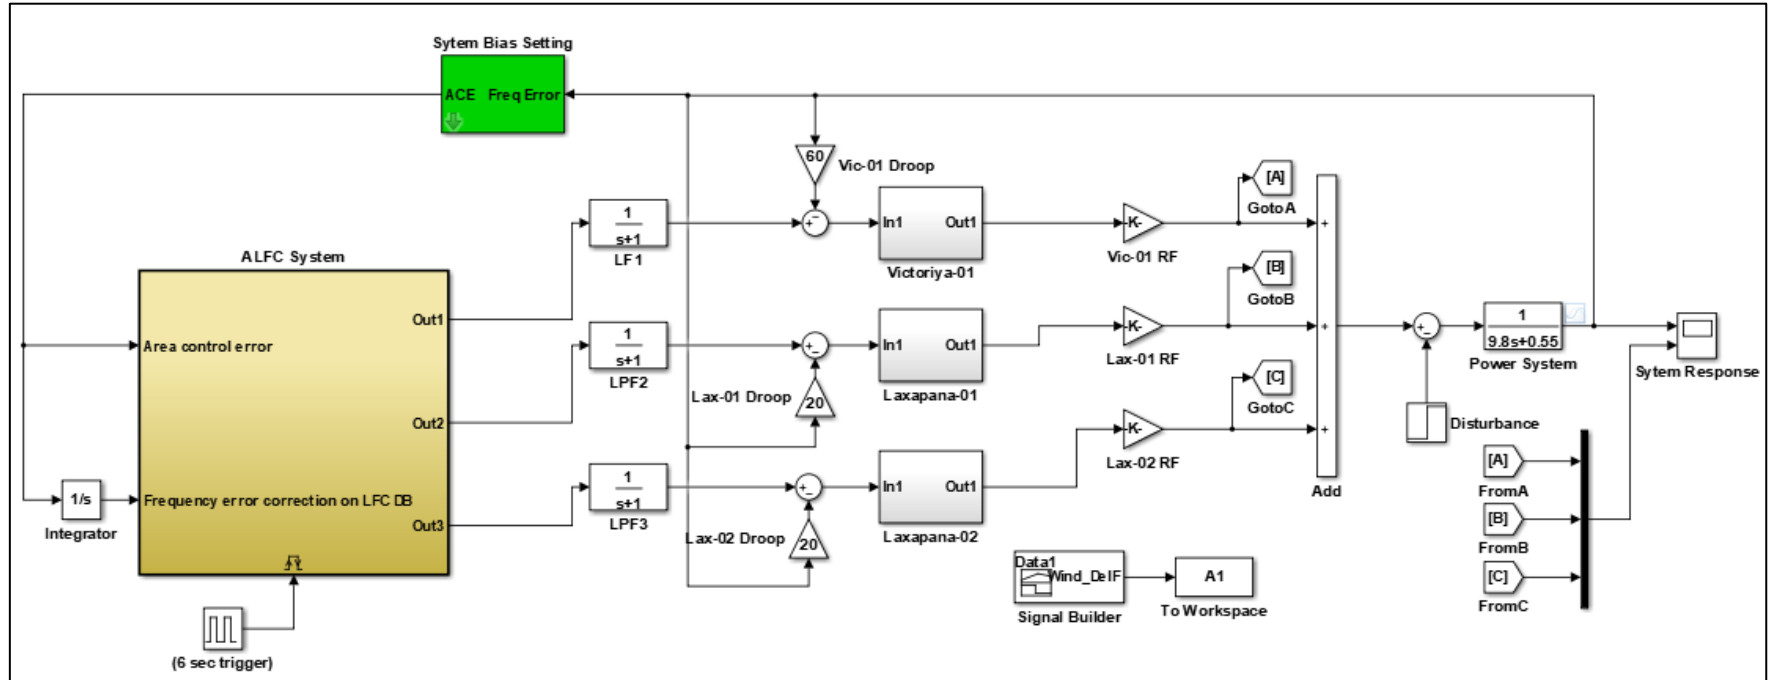 Sytem Bias Setting
ACE Freq Error
60
Vic-01 Droop
[A]
GotoA
1
s+1
LF1
+ −
In1 Out1
Victoriya-01
-K-
Vic-01 RF
+
ALFC System
[B]
GotoB
Out1
Area control error
1
s+1
LPF2
+ −
In1 Out1
Laxapana-01
-K-
Lax-01 RF
+
+ −
1
9.8s+0.55
Power System
Sytem Response
Lax-01 Droop
20
[C]
GotoC
Out2
-K-
Lax-02 RF
+
Disturbance
1
s+1
LPF3
+ −
In1 Out1
Laxapana-02
Add
[A]
FromA
1/s
Integrator
Frequency error correction on LFC DB
Out3
Lax-02 Droop
20
[B]
FromB
Data1
Wind_DelF
Signal Builder
A1
To Workspace
[C]
FromC
(6 sec trigger)